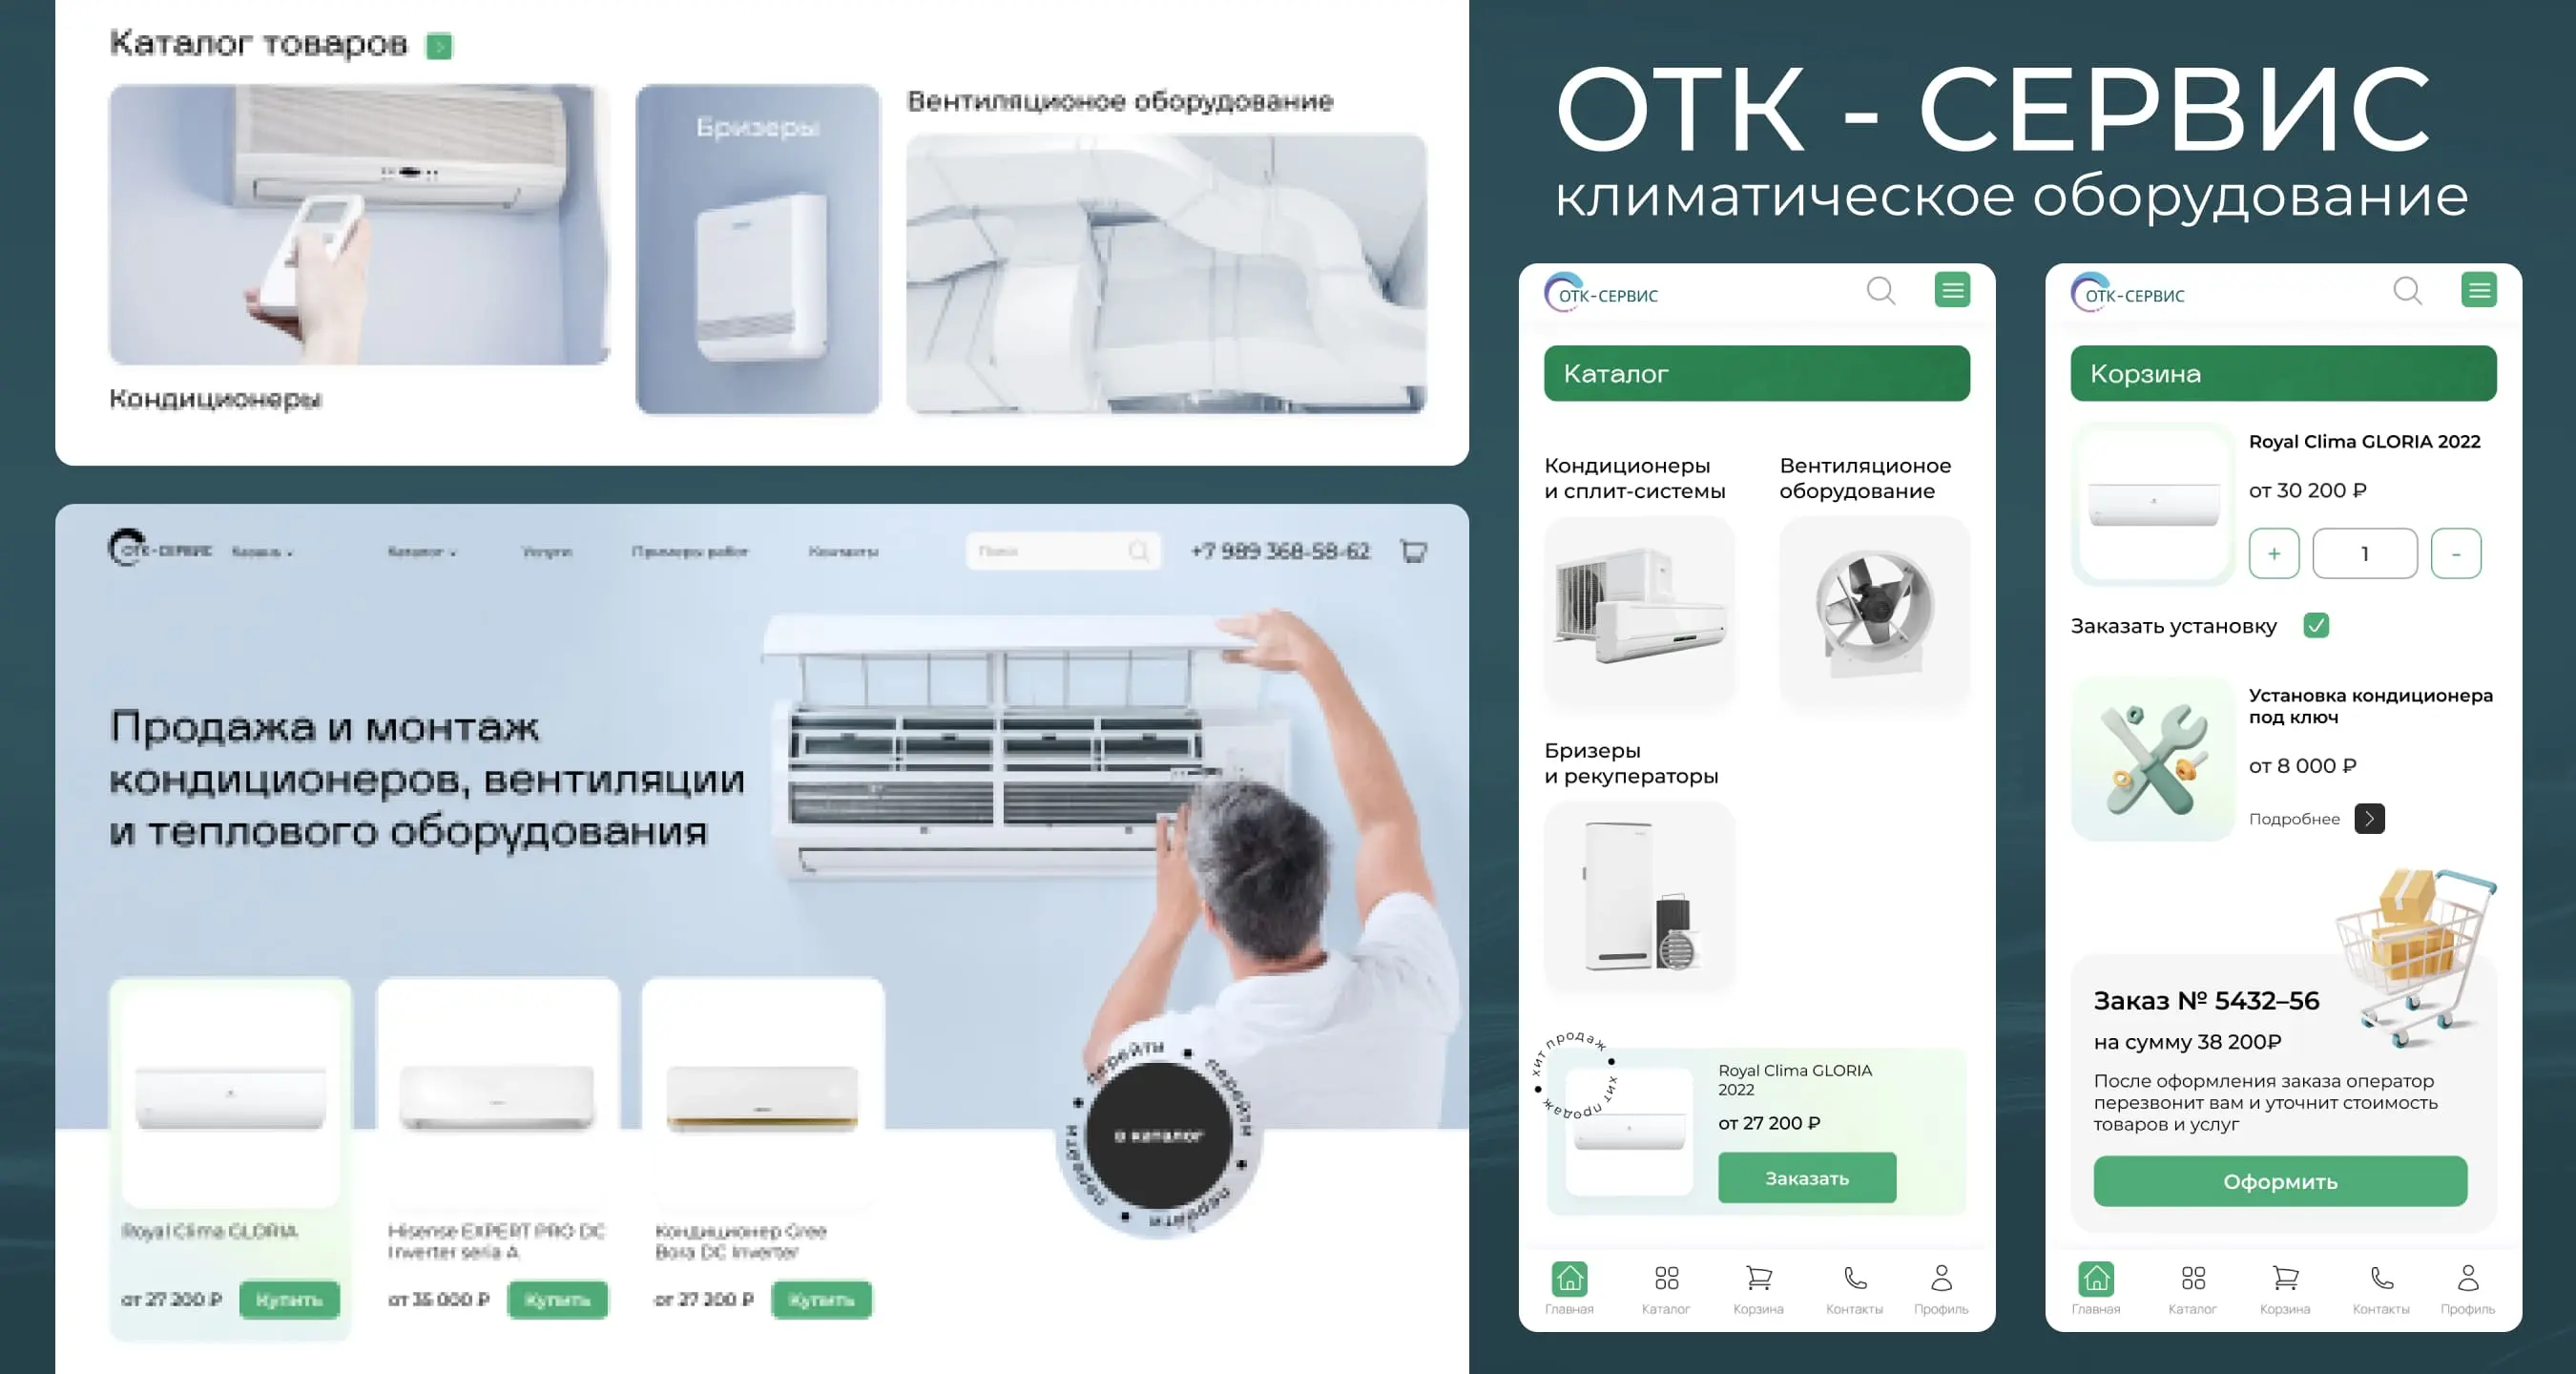 Каталог товаров
Бризеры
Вентиляционое оборудование
Кондиционеры
ОТК-СЕРВИС
Каталог
Услуги
Примеры работ
Контакты
Поиск
+7 989 368-58-62
Продажа и монтаж
кондиционеров, вентиляции
и теплового оборудования
Royal Clima GLORIA
от 27 200 ₽
Купить
Hisense EXPERT PRO DC
Inverter seria A
от 35 000 ₽
Купить
Кондиционер Gree
Bora DC Inverter
от 27 200 ₽
Купить
перейти • перейти • перейти • перейти •
в каталог
ОТК - СЕРВИС
климатическое оборудование
ОТК-СЕРВИС
Каталог
Кондиционеры
и сплит-системы
Вентиляционое
оборудование
Бризеры
и рекуператоры
хит продаж • хит продаж •
Royal Clima GLORIA
2022
от 27 200 ₽
Заказать
Главная
Каталог
Корзина
Контакты
Профиль
ОТК-СЕРВИС
Корзина
Royal Clima GLORIA 2022
от 30 200 ₽
+
1
-
Заказать установку
Установка кондиционера
под ключ
от 8 000 ₽
Подробнее
Заказ № 5432–56
на сумму 38 200₽
После оформления заказа оператор
перезвонит вам и уточнит стоимость
товаров и услуг
Оформить
Главная
Каталог
Корзина
Контакты
Профиль